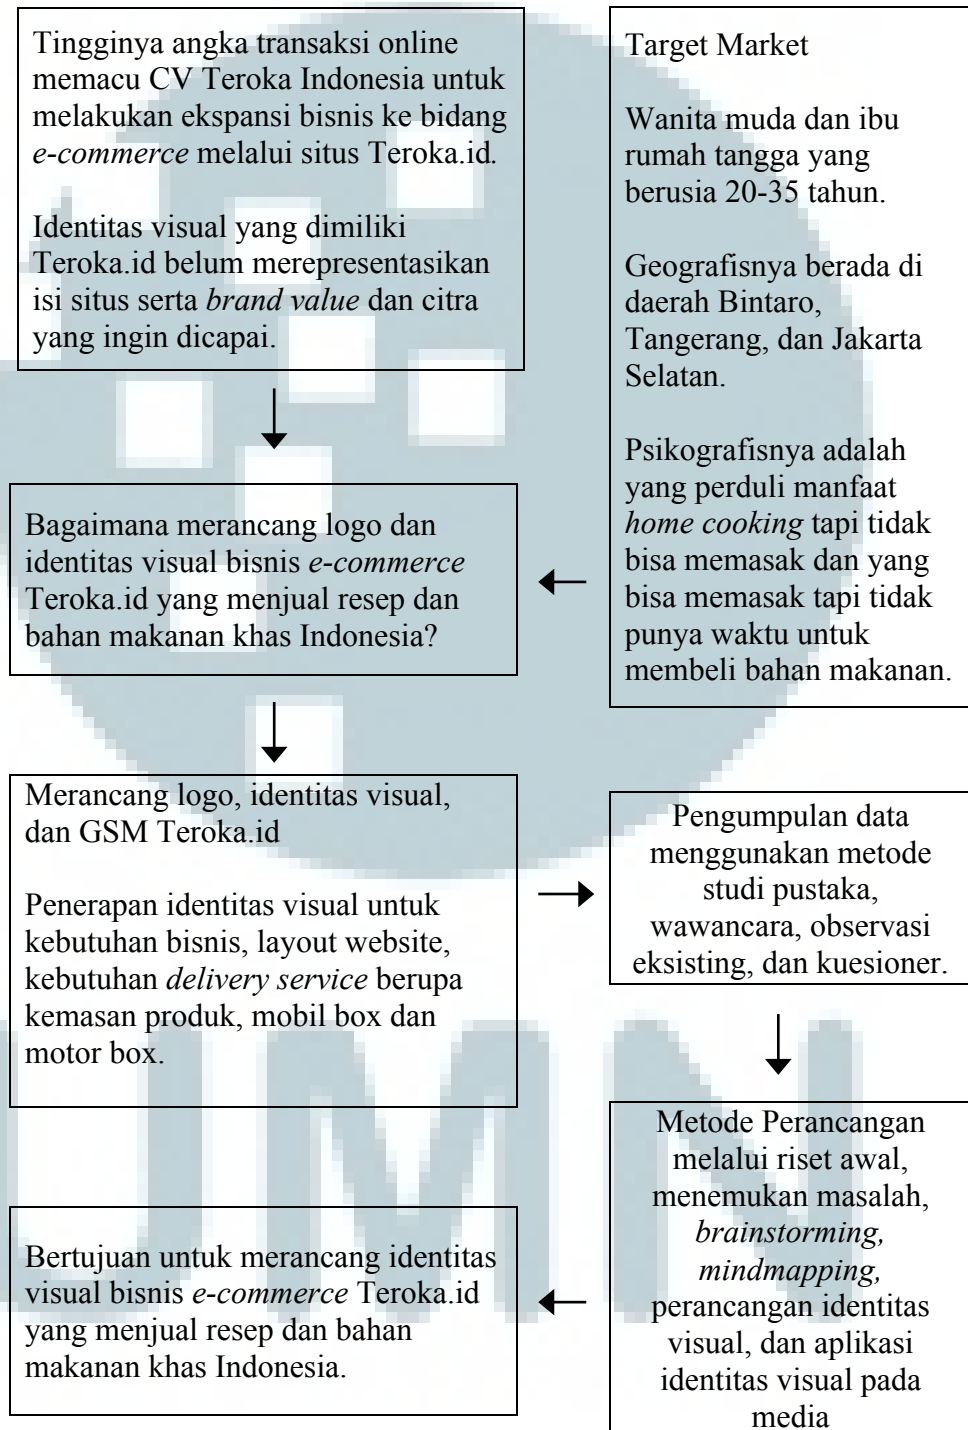 Tingginya angka transaksi online
memacu CV Teroka Indonesia untuk
melakukan ekspansi bisnis ke bidang
e-commerce melalui situs Teroka.id.
Identitas visual yang dimiliki
Teroka.id belum merepresentasikan
isi situs serta brand value dan citra
yang ingin dicapai.
Target Market
Wanita muda dan ibu
rumah tangga yang
berusia 20-35 tahun.
Geografisnya berada di
daerah Bintaro,
Tangerang, dan Jakarta
Selatan.
Psikografisnya adalah
yang perduli manfaat
home cooking tapi tidak
bisa memasak dan yang
bisa memasak tapi tidak
punya waktu untuk
membeli bahan makanan.
Bagaimana merancang logo dan
identitas visual bisnis e-commerce
Teroka.id yang menjual resep dan
bahan makanan khas Indonesia?
Merancang logo, identitas visual,
dan GSM Teroka.id
Penerapan identitas visual untuk
kebutuhan bisnis, layout website,
kebutuhan delivery service berupa
kemasan produk, mobil box dan
motor box.
Pengumpulan data
menggunakan metode
studi pustaka,
wawancara, observasi
eksisting, dan kuesioner.
Metode Perancangan
melalui riset awal,
menemukan masalah,
brainstorming,
mindmapping,
perancangan identitas
visual, dan aplikasi
identitas visual pada
media
Bertujuan untuk merancang identitas
visual bisnis e-commerce Teroka.id
yang menjual resep dan bahan
makanan khas Indonesia.
UMN